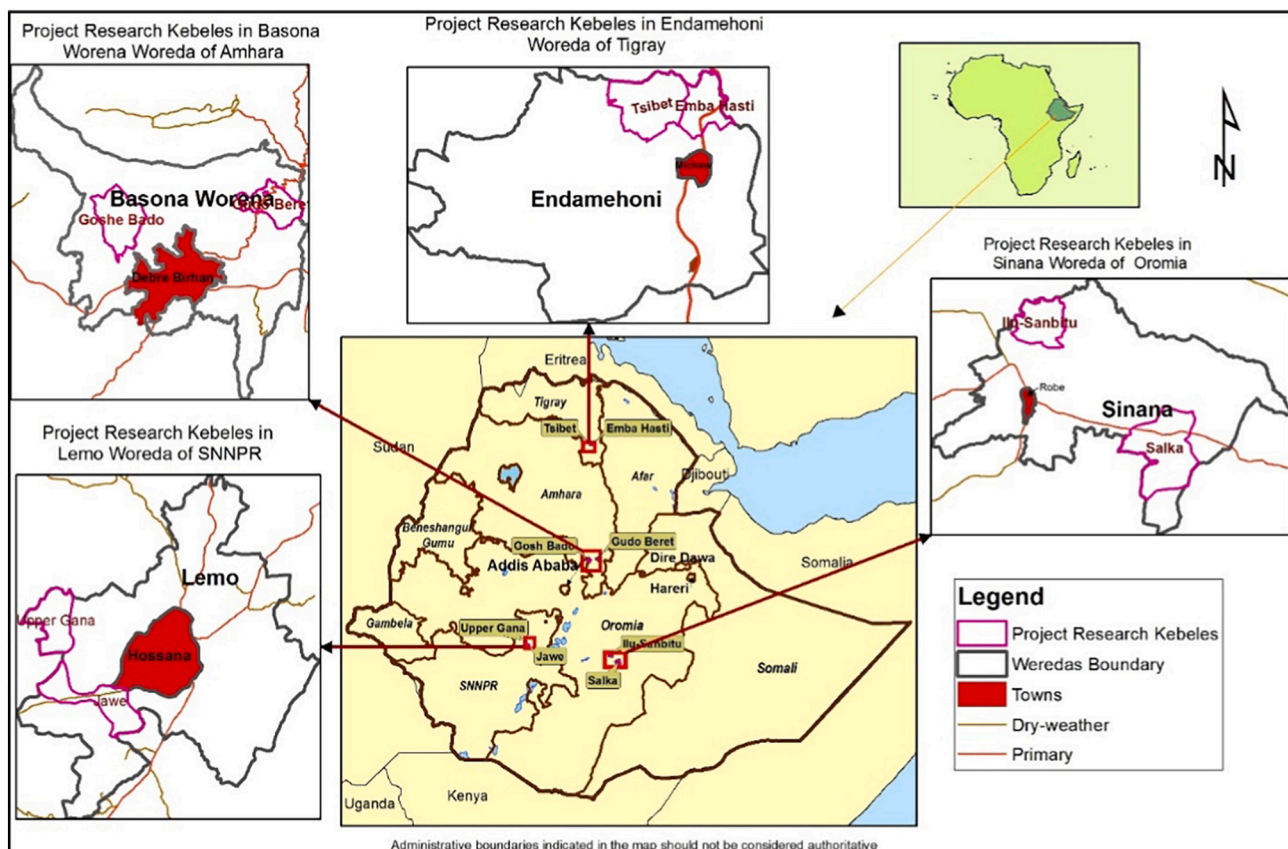 Project Research Kebeles in Basona
Worena Woreda of Amhara
Basona Worena
Goshe Bado
Debre Birhan
Project Research Kebeles in Endamehoni
Woreda of Tigray
Tsibet
Emba Hasti
Endamehoni
N
Project Research Kebeles in
Sinana Woreda of Oromia
Ilu-Sanbitu
Robe
Sinana
Salka
Project Research Kebeles in
Lemo Woreda of SNNPR
Lemo
Upper Gana
Hossana
Jawe
Eritrea
Tigray
Tsibet
Emba Hasti
Sudan
Afar
Djibouti
Amhara
Beneshangul
Gumu
Gosh Bado
Gudo Beret
Addis Ababa
Dire Dawa
Somalia
Hareri
Gambela
Upper Gana
Oromia
Jawe
Ilu-Sanbitu
Salka
Somali
SNNPR
Uganda
Kenya
Legend
Project Research Kebeles
Weredas Boundary
Towns
Dry-weather
Primary
Administrative boundaries indicated in the map should not be considered authoritative